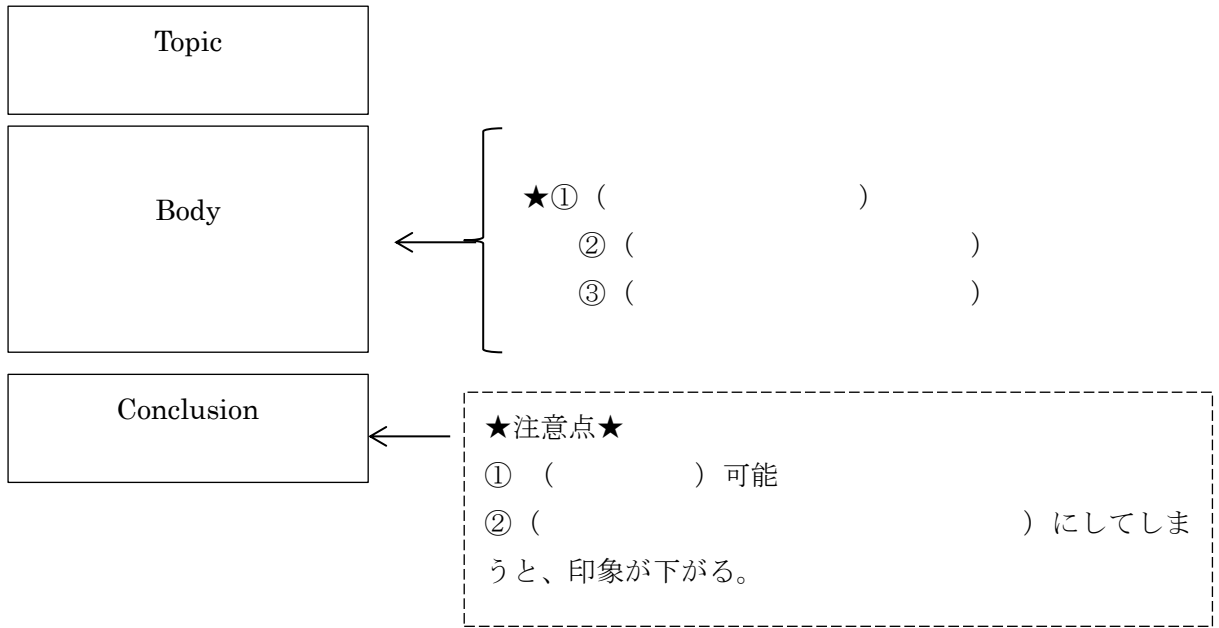 Topic
Body
★①（　　　　　　　　　）
②（　　　　　　　　　　　　）
③（　　　　　　　　　　　　）
Conclusion
★注意点★
①　（　　　　　）可能
②（　　　　　　　　　　　　　　　　　）にしてしま
うと、印象が下がる。